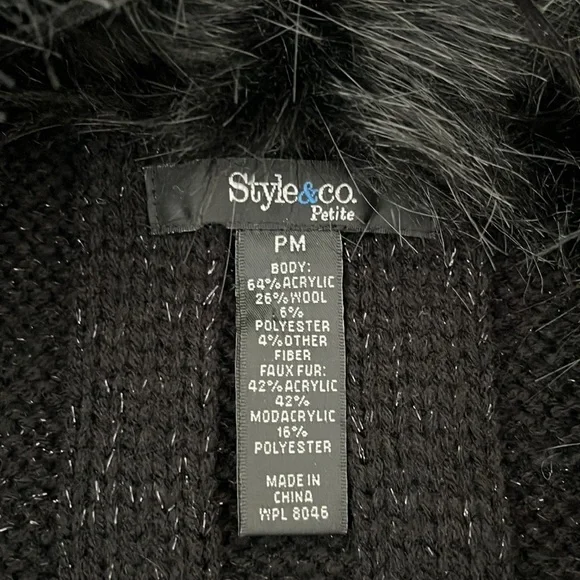 Style&co.
Petite
PM
BODY:
64% ACRYLIC
26% WOOL
6%
POLYESTER
4% OTHER
FIBER
FAUX FUR:
42% ACRYLIC
42%
MODACRYLIC
16%
POLYESTER
MADE IN
CHINA
WPL 8046